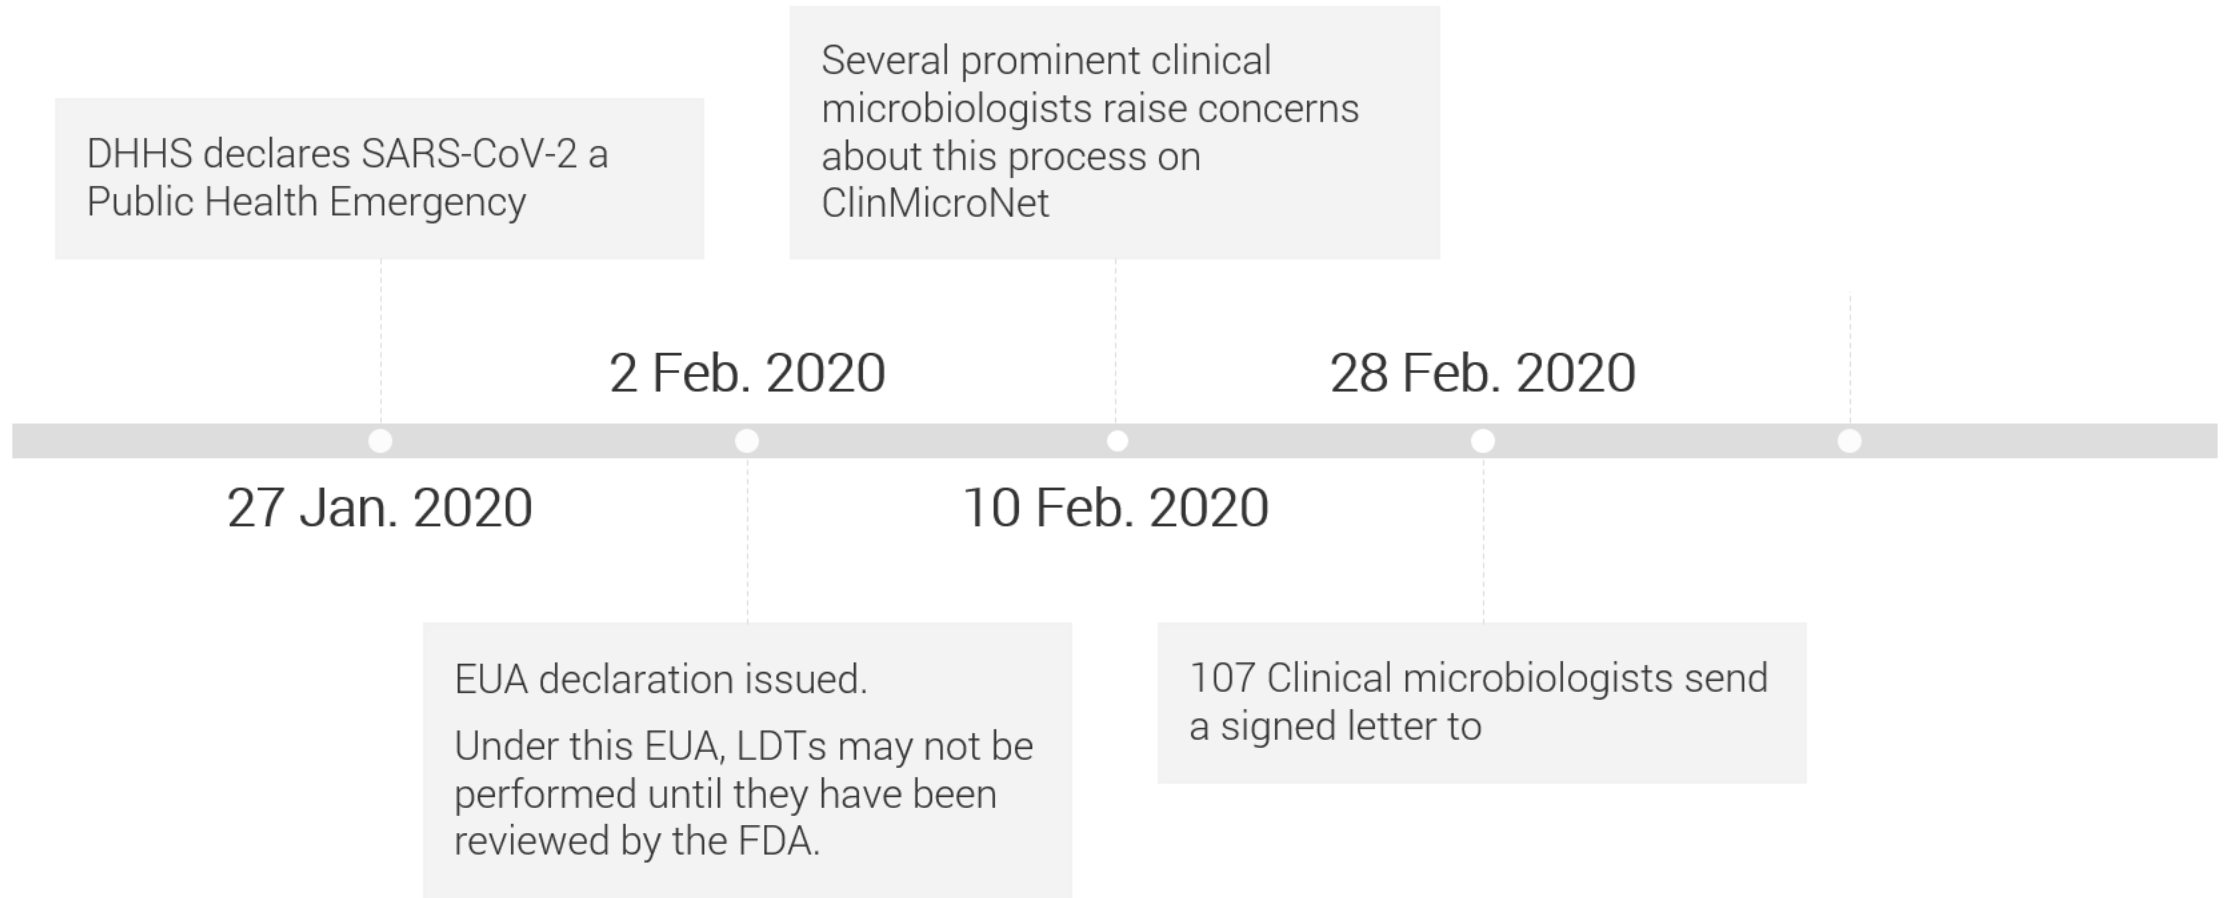 DHHS declares SARS-CoV-2 a
Public Health Emergency
Several prominent clinical
microbiologists raise concerns
about this process on
ClinMicroNet
2 Feb. 2020
28 Feb. 2020
27 Jan. 2020
10 Feb. 2020
EUA declaration issued.
Under this EUA, LDTs may not be
performed until they have been
reviewed by the FDA.
107 Clinical microbiologists send
a signed letter to